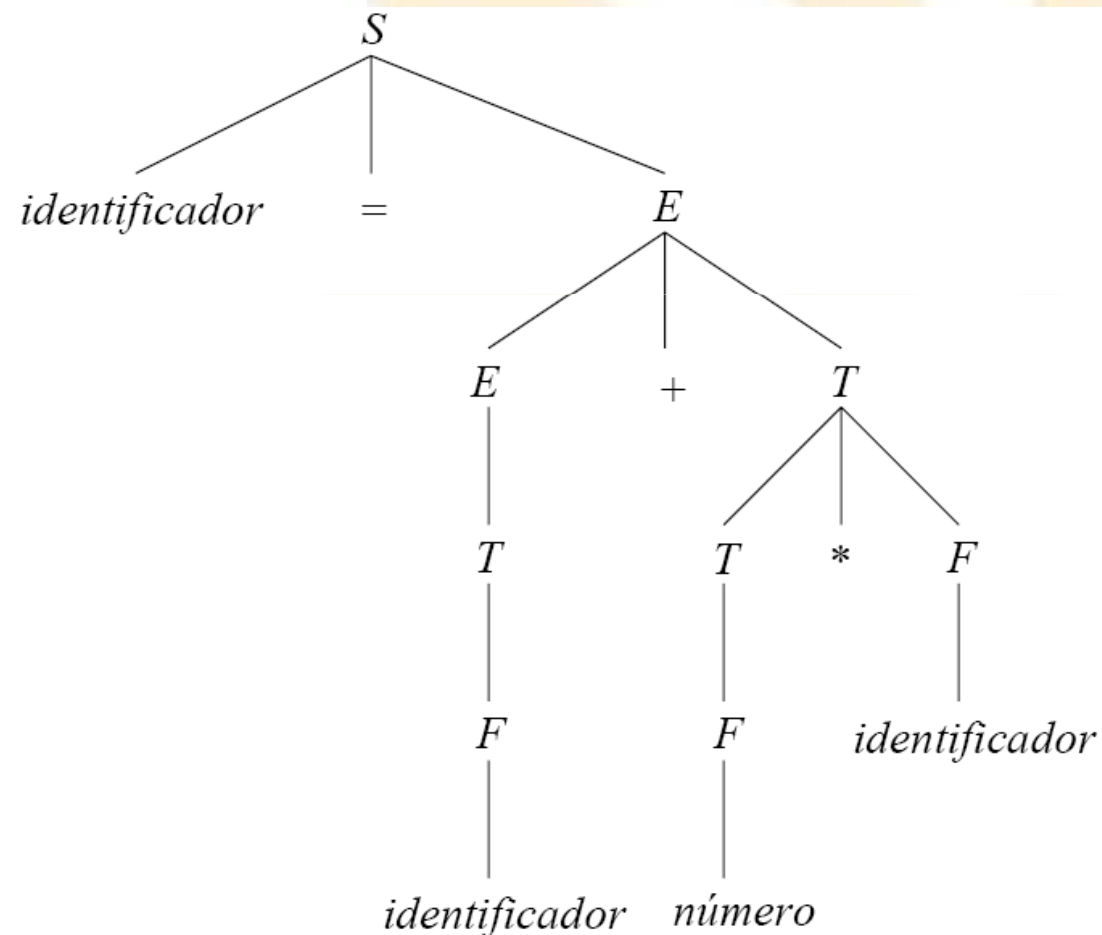 S
identificador = E
E + T
T T * F
F F identificador
identificador número